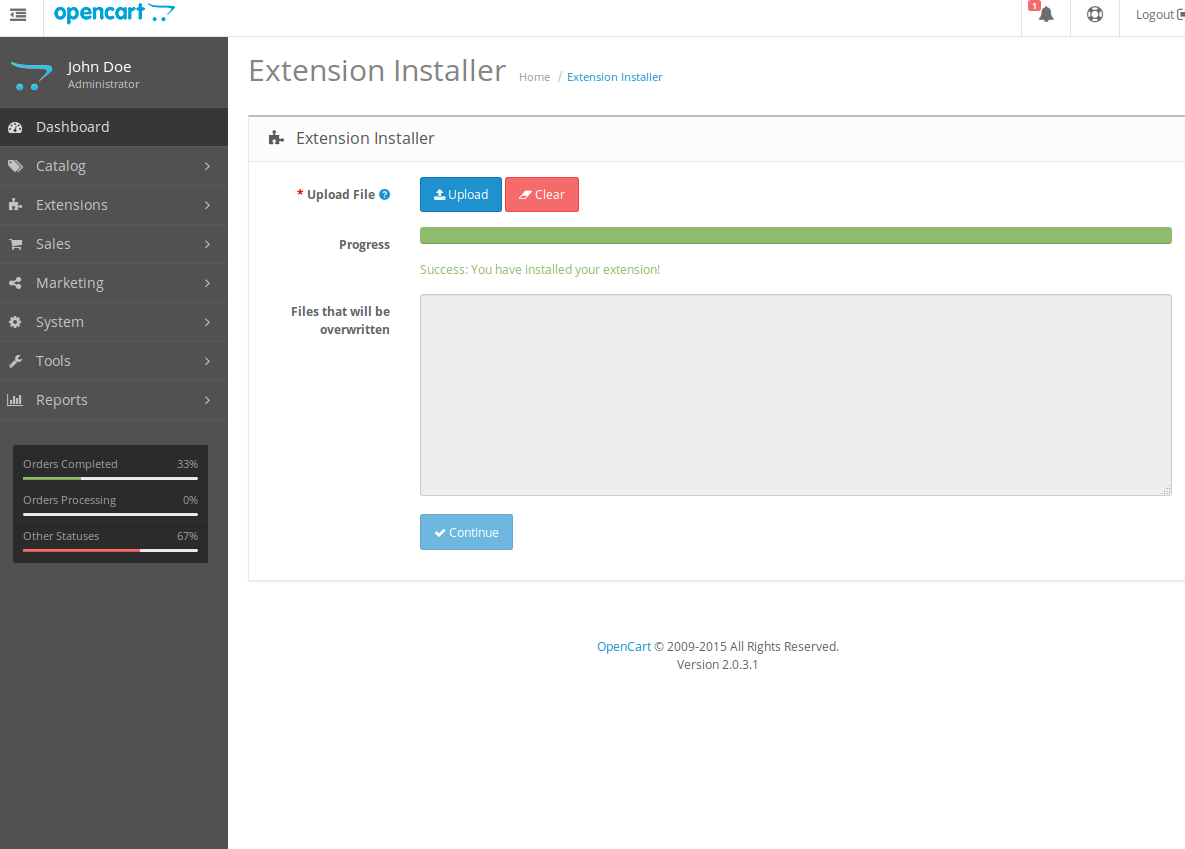 opencart
1
Logout
John Doe
Administrator
Extension Installer Home / Extension Installer
Dashboard
Catalog
Extensions
Sales
Marketing
System
Tools
Reports
Orders Completed 33%
Orders Processing 0%
Other Statuses 67%
Extension Installer
* Upload File ? Upload Clear
Progress
Success: You have installed your extension!
Files that will be
overwritten
Continue
OpenCart © 2009-2015 All Rights Reserved.
Version 2.0.3.1